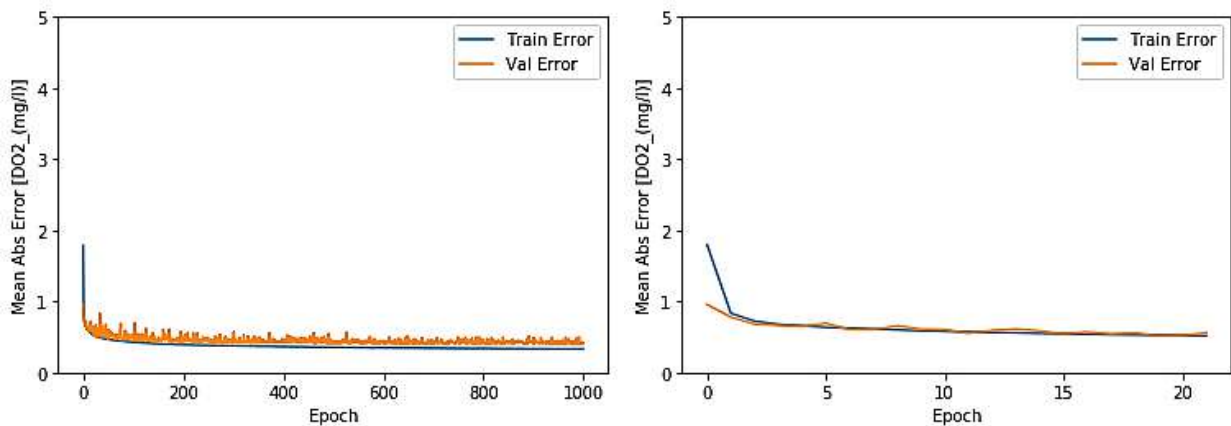 5
4
3
2
1
0
Mean Abs Error [DO2_(mg/l)]
Train Error
Val Error
0 200 400 600 800 1000
Epoch
5
4
3
2
1
0
Mean Abs Error [DO2_(mg/l)]
Train Error
Val Error
0 5 10 15 20
Epoch